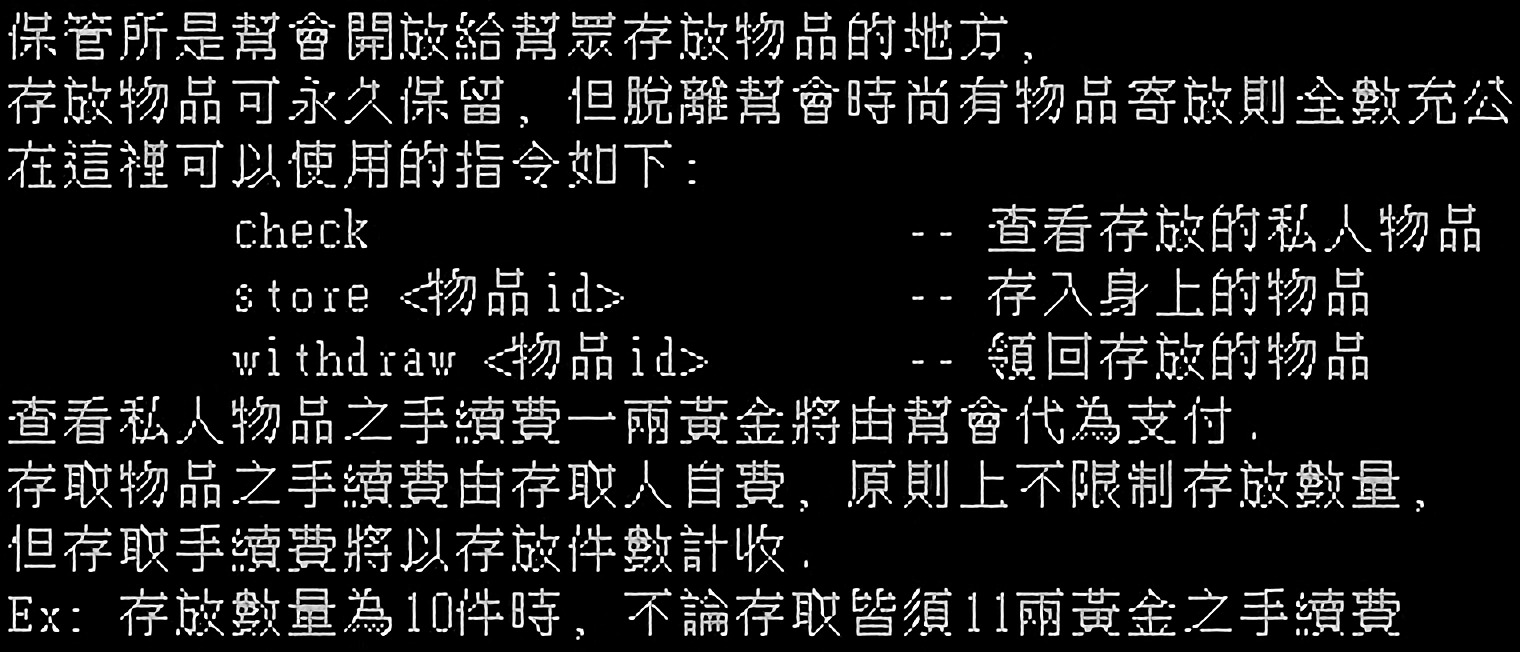 保管所是幫會開放給幫眾存放物品的地方,
存放物品可永久保留, 但脫離幫會時尚有物品寄放則全數充公
在這裡可以使用的指令如下:
check -- 查看存放的私人物品
store <物品id> -- 存入身上的物品
withdraw <物品id> -- 領回存放的物品
查看私人物品之手續費一兩黃金將由幫會代為支付.
存取物品之手續費由存取人自費, 原則上不限制存放數量,
但存取手續費將以存放件數計收.
Ex: 存放數量為10件時, 不論存取皆須11兩黃金之手續費